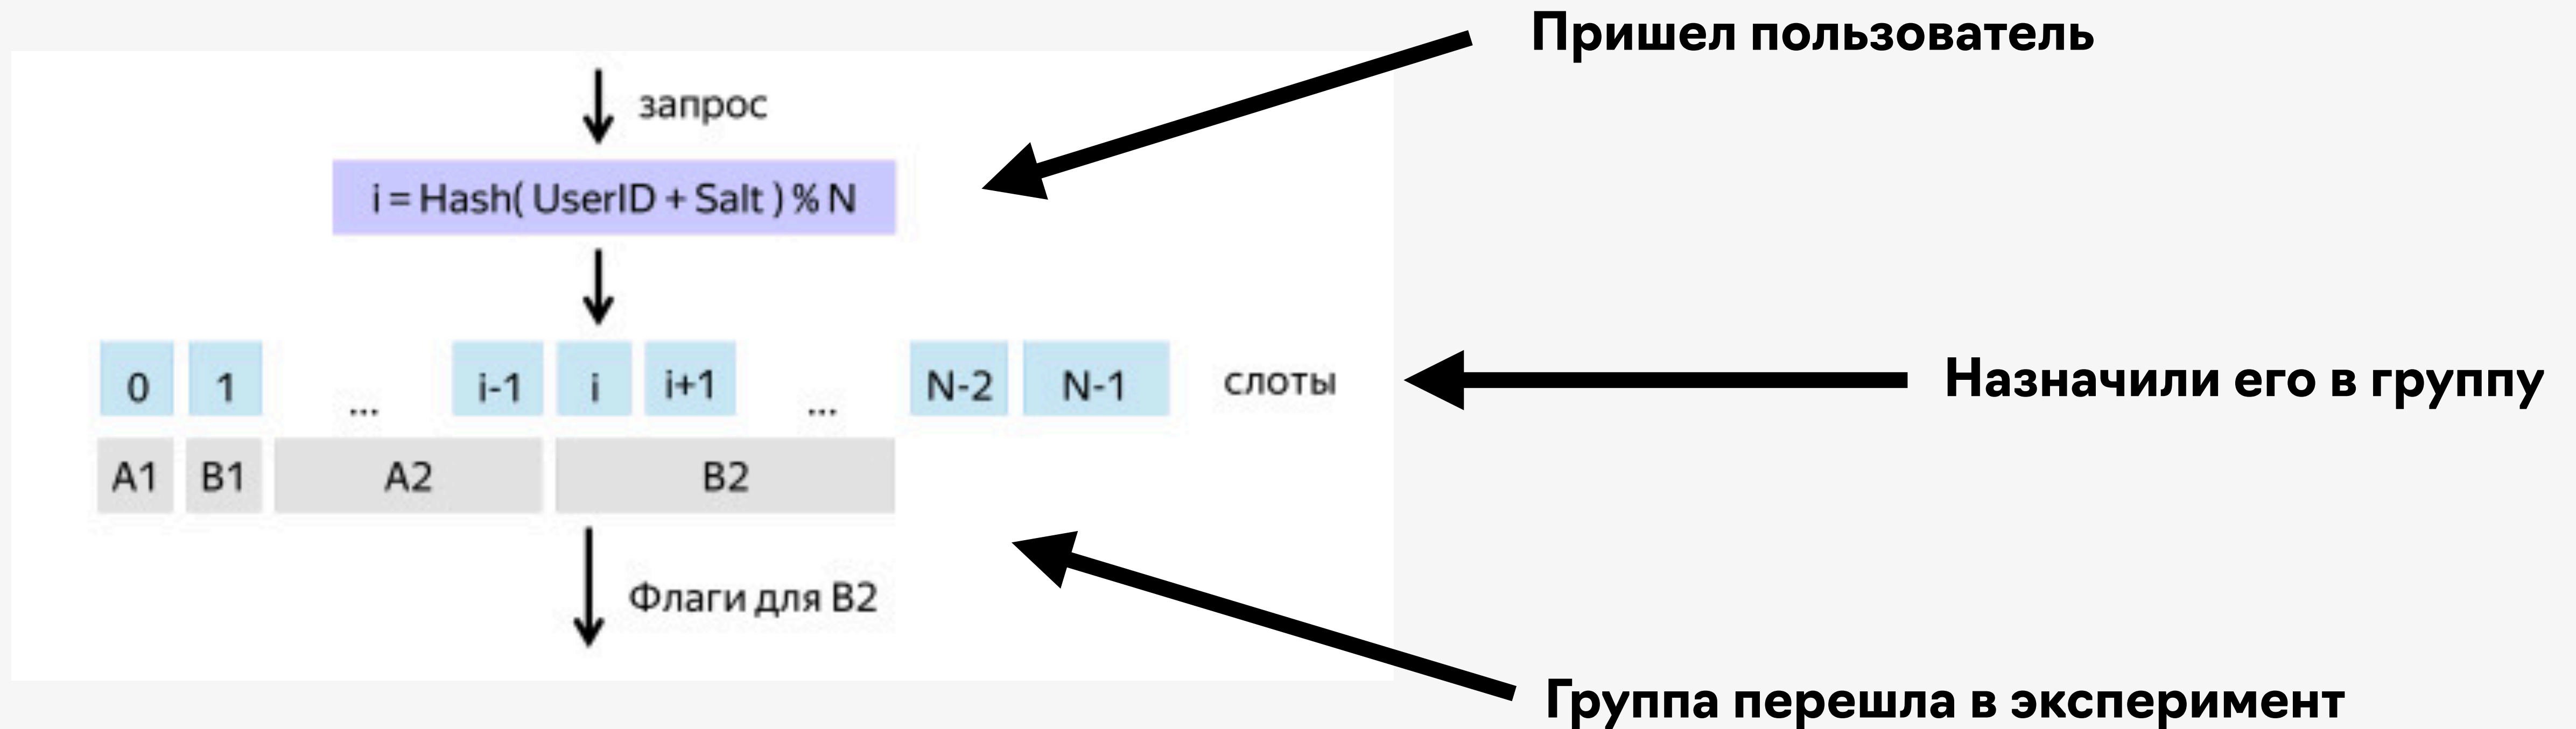 Пришел пользователь
запрос
i = Hash( UserID + Salt ) % N
0 1 ... i-1 i i+1 ... N-2 N-1 слоты
Назначили его в группу
A1 B1 A2 B2
Флаги для B2
Группа перешла в эксперимент